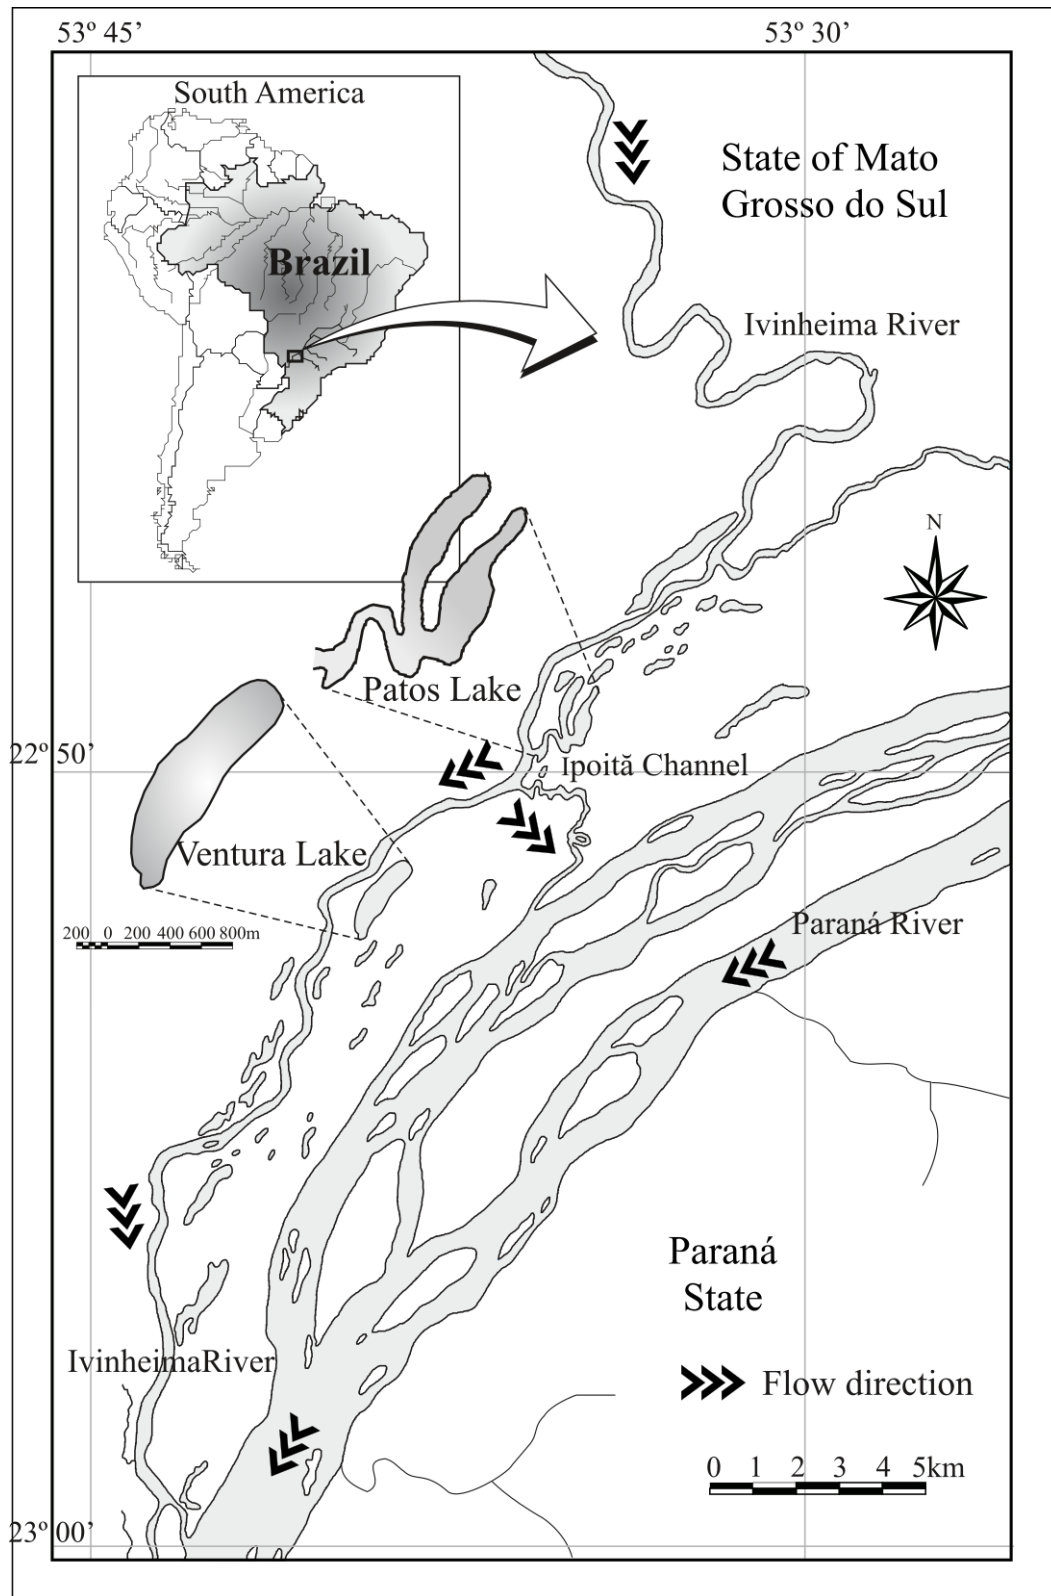 53º 45’
53º 30’
South America
Brazil
State of Mato
Grosso do Sul
Ivinheima River
N
Patos Lake
22º 50’
Ipoitã Channel
Ventura Lake
200 0 200 400 600 800m
Paraná River
Paraná
State
IvinheimaRiver
Flow direction
0 1 2 3 4 5km
23º 00’